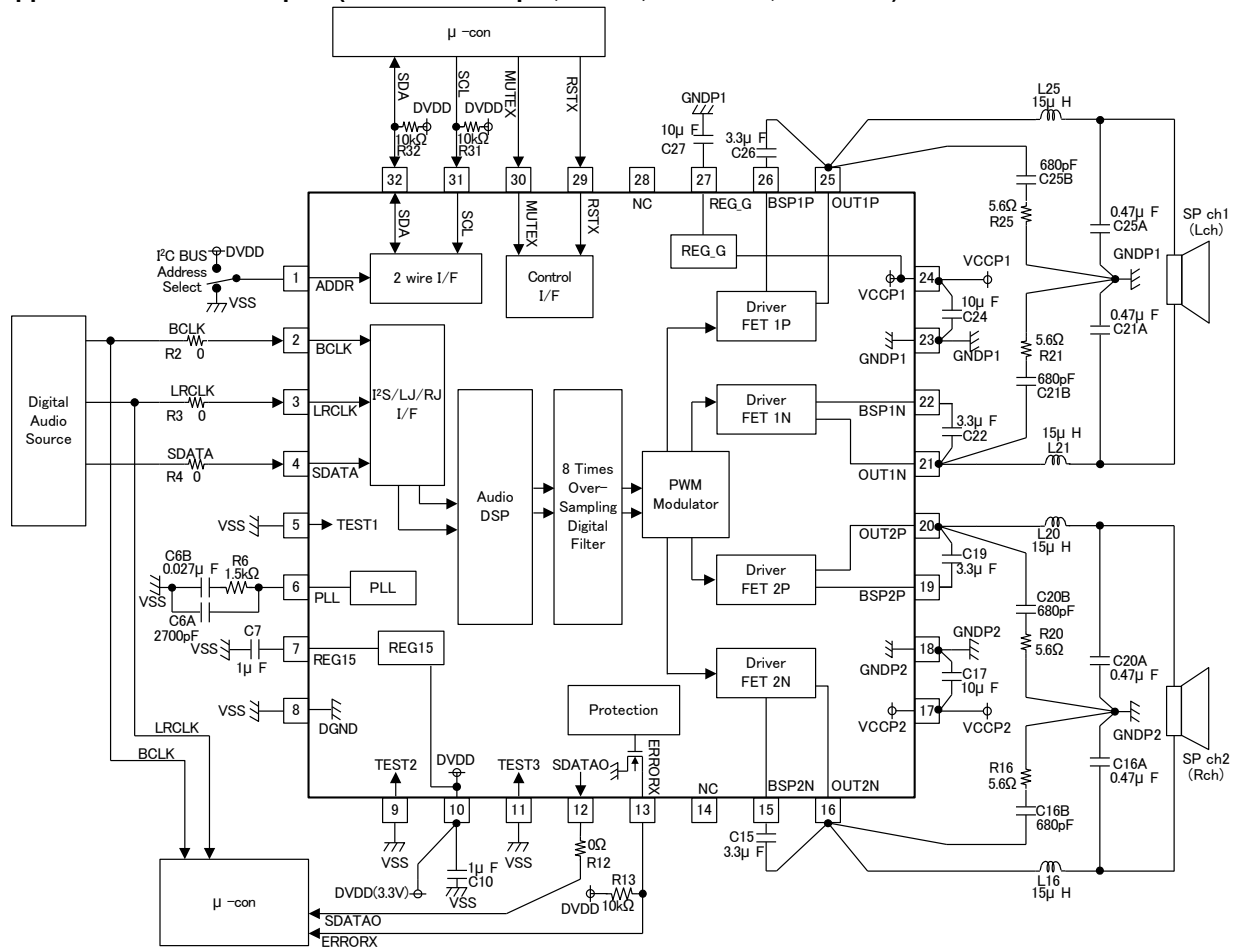 μ -con
SDA
SCL
MUTEX
RSTX
DVDD
DVDD
10kΩ
R32
10kΩ
R31
GNDP1
10μ F
C27
3.3μ F
C26
L25
15μ H
32
31
30
29
28
27
26
25
NC
REG_G
BSP1P
OUT1P
680pF
C25B
5.6Ω
R25
0.47μ F
C25A
SP ch1
(Lch)
SDA
SCL
MUTEX
RSTX
REG_G
I²C BUS
Address
Select
DVDD
VSS
1
ADDR
2 wire I/F
Control
I/F
VCCP1
24
VCCP1
GNDP1
10μ F
C24
Driver
FET 1P
23
GNDP1
GNDP1
0.47μ F
C21A
5.6Ω
R21
680pF
C21B
Digital
Audio
Source
BCLK
R2 0
2
BCLK
LRCLK
R3 0
3
LRCLK
SDATA
R4 0
4
SDATA
I²S/LJ/RJ
I/F
Driver
FET 1N
BSP1N
22
3.3μ F
C22
OUT1N
21
15μ H
L21
Audio
DSP
8 Times
Over-
Sampling
Digital
Filter
PWM
Modulator
VSS
5
TEST1
OUT2P
20
L20
15μ H
C19
3.3μ F
C6B
0.027μ F
R6
1.5kΩ
VSS
C6A
2700pF
6
PLL
PLL
Driver
FET 2P
BSP2P
19
C20B
680pF
R20
5.6Ω
C7
VSS
1μ F
7
REG15
REG15
Driver
FET 2N
18
GNDP2
GNDP2
C17
10μ F
C20A
0.47μ F
VSS
8
DGND
Protection
VCCP2
17
VCCP2
GNDP2
SP ch2
(Rch)
LRCLK
BCLK
TEST2
DVDD
TEST3
SDATAO
ERRORX
NC
BSP2N
OUT2N
R16
5.6Ω
C16A
0.47μ F
9
10
11
12
13
14
15
16
C16B
680pF
VSS
VSS
0Ω
R12
C15
3.3μ F
1μ F
C10
VSS
DVDD(3.3V)
R13
DVDD
10kΩ
L16
15μ H
μ -con
SDATAO
ERRORX